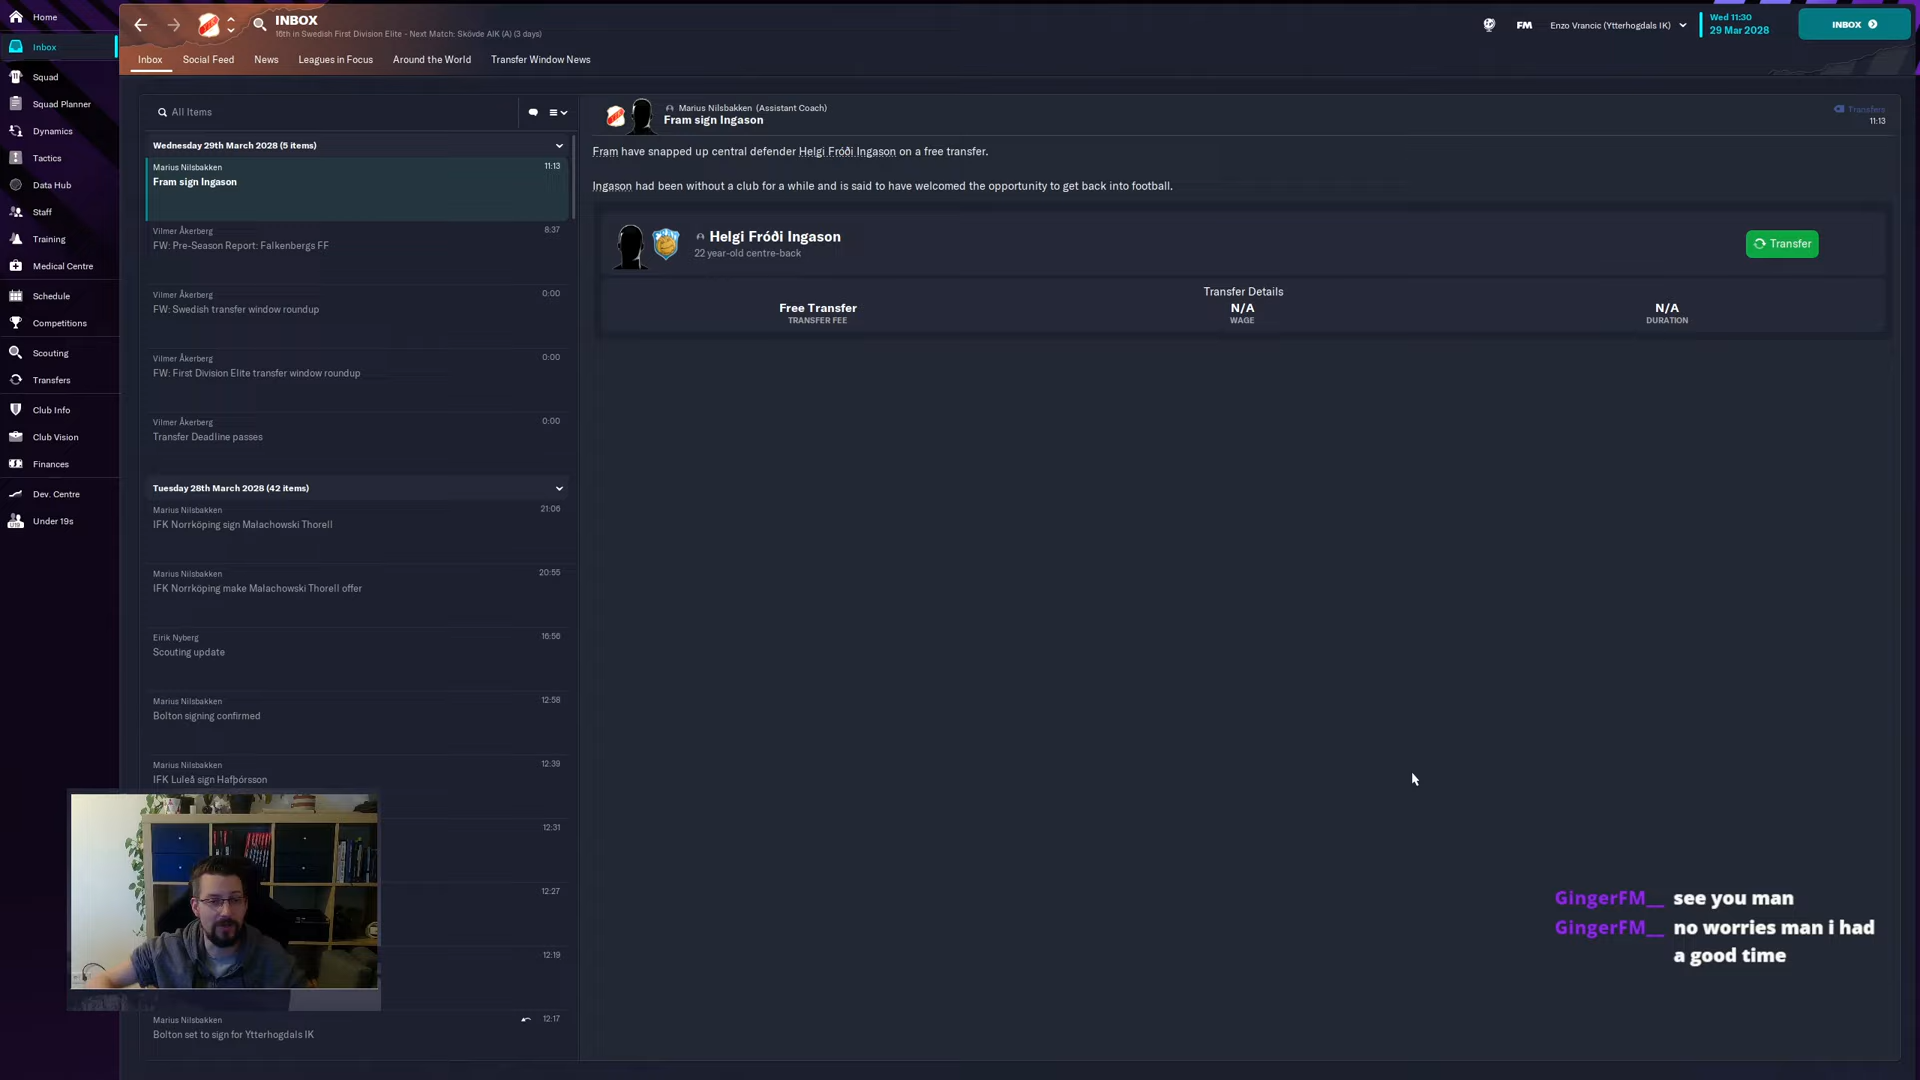 Home
Inbox
Squad
Squad Planner
Dynamics
Tactics
Data Hub
Staff
Training
Medical Centre
Schedule
Competitions
Scouting
Transfers
Club Info
Club Vision
Finances
Dev. Centre
Under 19s
INBOX
16th in Swedish First Division Elite - Next Match: Skövde AIK (A) (3 days)
FM
Enzo Vrancic (Ytterhogdals IK)
Wed 11:30
29 Mar 2028
INBOX
Inbox
Social Feed
News
Leagues in Focus
Around the World
Transfer Window News
All Items
Wednesday 29th March 2028 (5 items)
Marius Nilsbakken 11:13
Fram sign Ingason
Vilmer Åkerberg 8:37
FW: Pre-Season Report: Falkenbergs FF
Vilmer Åkerberg 0:00
FW: Swedish transfer window roundup
Vilmer Åkerberg 0:00
FW: First Division Elite transfer window roundup
Vilmer Åkerberg 0:00
Transfer Deadline passes
Tuesday 28th March 2028 (42 items)
Marius Nilsbakken 21:06
IFK Norrköping sign Malachowski Thorell
Marius Nilsbakken 20:55
IFK Norrköping make Malachowski Thorell offer
Eirik Nyberg 16:56
Scouting update
Marius Nilsbakken 12:58
Bolton signing confirmed
Marius Nilsbakken 12:39
IFK Luleå sign Hafþórsson
12:31
12:27
12:19
Marius Nilsbakken 12:17
Bolton set to sign for Ytterhogdals IK
Marius Nilsbakken (Assistant Coach)
Fram sign Ingason
Transfers
11:13
Fram have snapped up central defender Helgi Fróði Ingason on a free transfer.
Ingason had been without a club for a while and is said to have welcomed the opportunity to get back into football.
Helgi Fróði Ingason
22 year-old centre-back
Transfer
Transfer Details
Free Transfer
TRANSFER FEE
N/A
WAGE
N/A
DURATION
GingerFM__ see you man
GingerFM__ no worries man i had
a good time